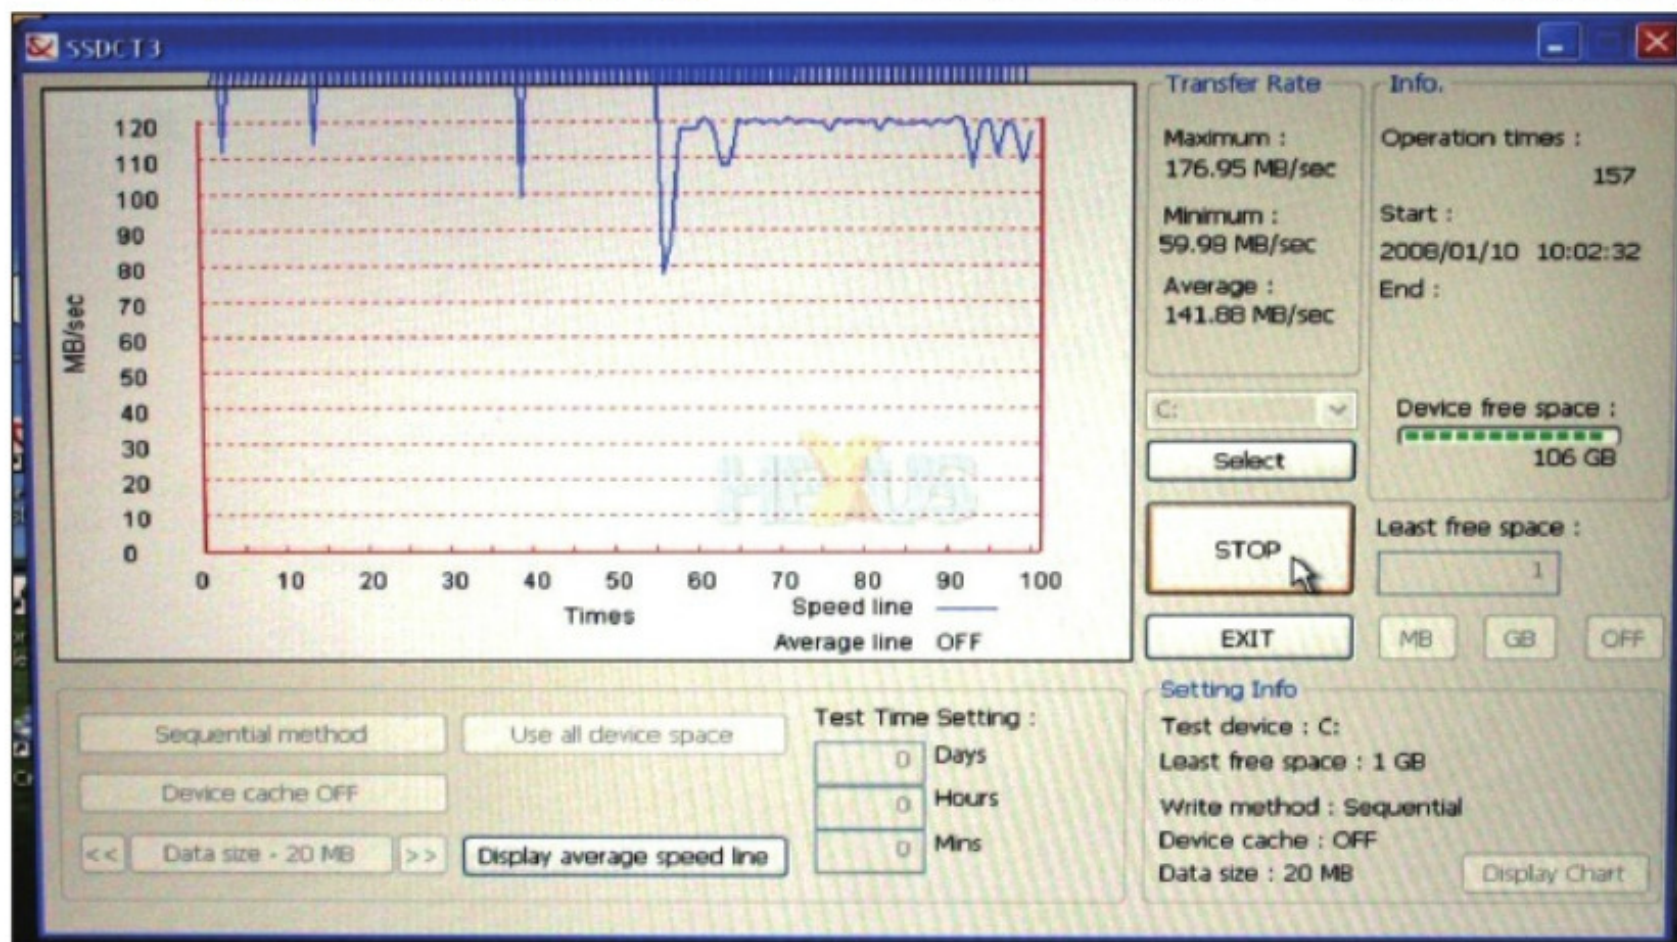 SSDCT3
120
110
100
90
80
70
60
50
40
30
20
10
0
MB/sec
0 10 20 30 40 50 60 70 80 90 100
Times
Speed line
Average line OFF
HEXUS
Transfer Rate
Maximum :
176.95 MB/sec
Minimum :
59.98 MB/sec
Average :
141.88 MB/sec
Info.
Operation times :
157
Start :
2008/01/10 10:02:32
End :
Device free space :
106 GB
C:
Select
STOP
EXIT
Least free space :
1
MB GB OFF
Sequential method
Use all device space
Device cache OFF
<< Data size - 20 MB >>
Display average speed line
Test Time Setting :
0 Days
0 Hours
0 Mins
Setting Info
Test device : C:
Least free space : 1 GB
Write method : Sequential
Device cache : OFF
Data size : 20 MB
Display Chart